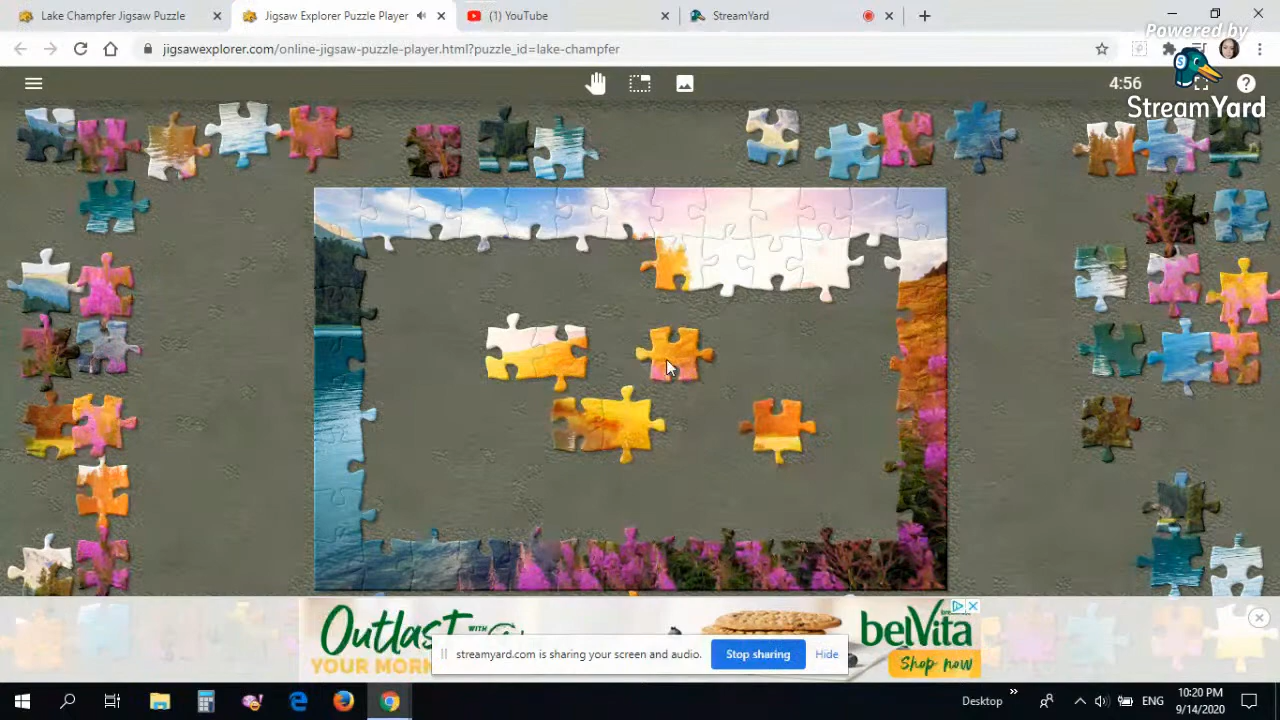 Lake Champfer Jigsaw Puzzle
Jigsaw Explorer Puzzle Player
(1) YouTube
StreamYard
jigsawexplorer.com/online-jigsaw-puzzle-player.html?puzzle_id=lake-champfer
Powered by
StreamYard
4:56
Outlast WITH
YOUR MORN
belVita
Shop now
streamyard.com is sharing your screen and audio.
Stop sharing
Hide
Desktop
ENG
10:20 PM
9/14/2020